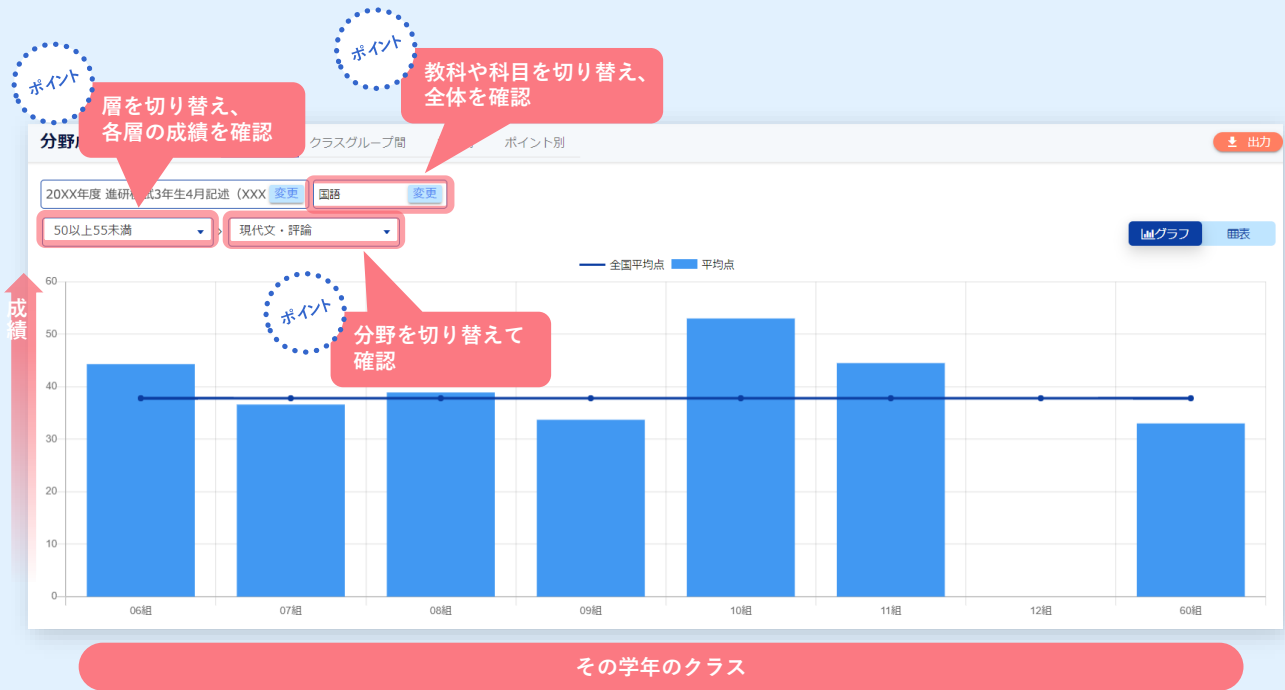 ポイント
教科や科目を切り替え、
全体を確認
ポイント
層を切り替え、
各層の成績を確認
分野
クラスグループ間
ポイント別
出力
20XX年度 進研模試3年生4月記述（XXX
変更
国語
変更
50以上55未満
現代文・評論
グラフ
表
全国平均点
平均点
ポイント
分野を切り替えて
確認
成績
60
50
40
30
20
10
0
06組
07組
08組
09組
10組
11組
12組
60組
その学年のクラス